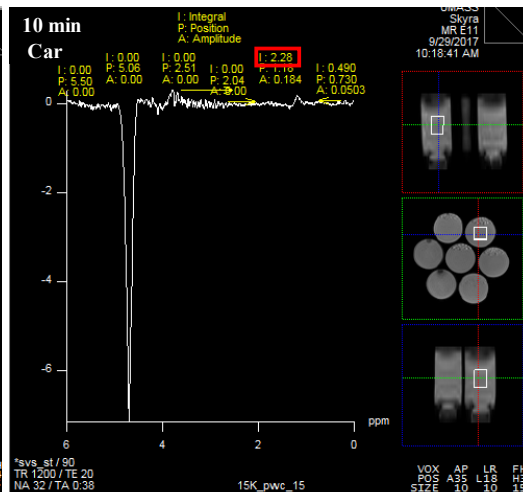 10 min
Car
I : Integral
P: Position
A: Amplitude
I : 0.00
P: 5.50
A: 0.00
I : 0.00
P: 5.06
A: 0.00
I : 0.00
P: 2.51
A: 0.00
I : 0.00
P: 2.04
A: 0.00
I : 2.28
P: 1.18
A: 0.184
I : 0.490
P: 0.730
A: 0.0503
0
-2
-4
-6
6
4
2
0
ppm
*svs_st / 90
TR 1200 / TE 20
NA 32 / TA 0:38
15K_pwc_15
UMASS
Skyra
MR E11
9/29/2017
10:18:41 AM
VOX AP LR
POS A35 L18
SIZE 10 10